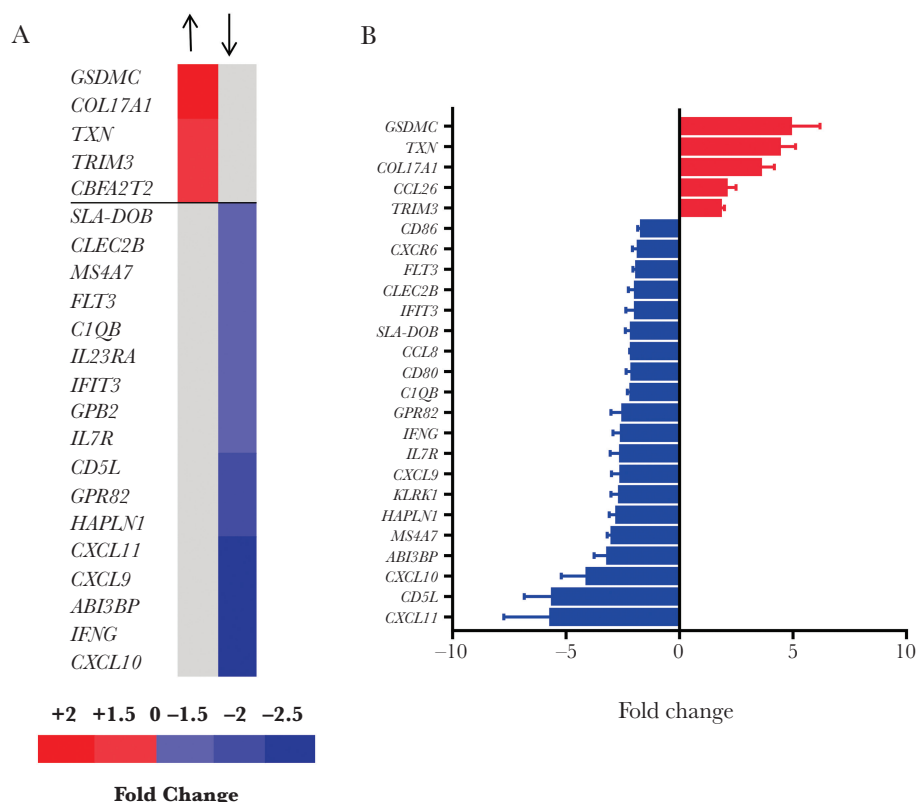 A
GSDMC
COL17A1
TXN
TRIM3
CBFA2T2
SLA-DOB
CLEC2B
MS4A7
FLT3
C1QB
IL23RA
IFIT3
GPB2
IL7R
CD5L
GPR82
HAPLN1
CXCL11
CXCL9
ABI3BP
IFNG
CXCL10
+2 +1.5 0 −1.5 −2 −2.5
Fold Change
B
GSDMC
TXN
COL17A1
CCL26
TRIM3
CD86
CXCR6
FLT3
CLEC2B
IFIT3
SLA-DOB
CCL8
CD80
C1QB
GPR82
IFNG
IL7R
CXCL9
KLRK1
HAPLN1
MS4A7
ABI3BP
CXCL10
CD5L
CXCL11
−10 −5 0 5 10
Fold change